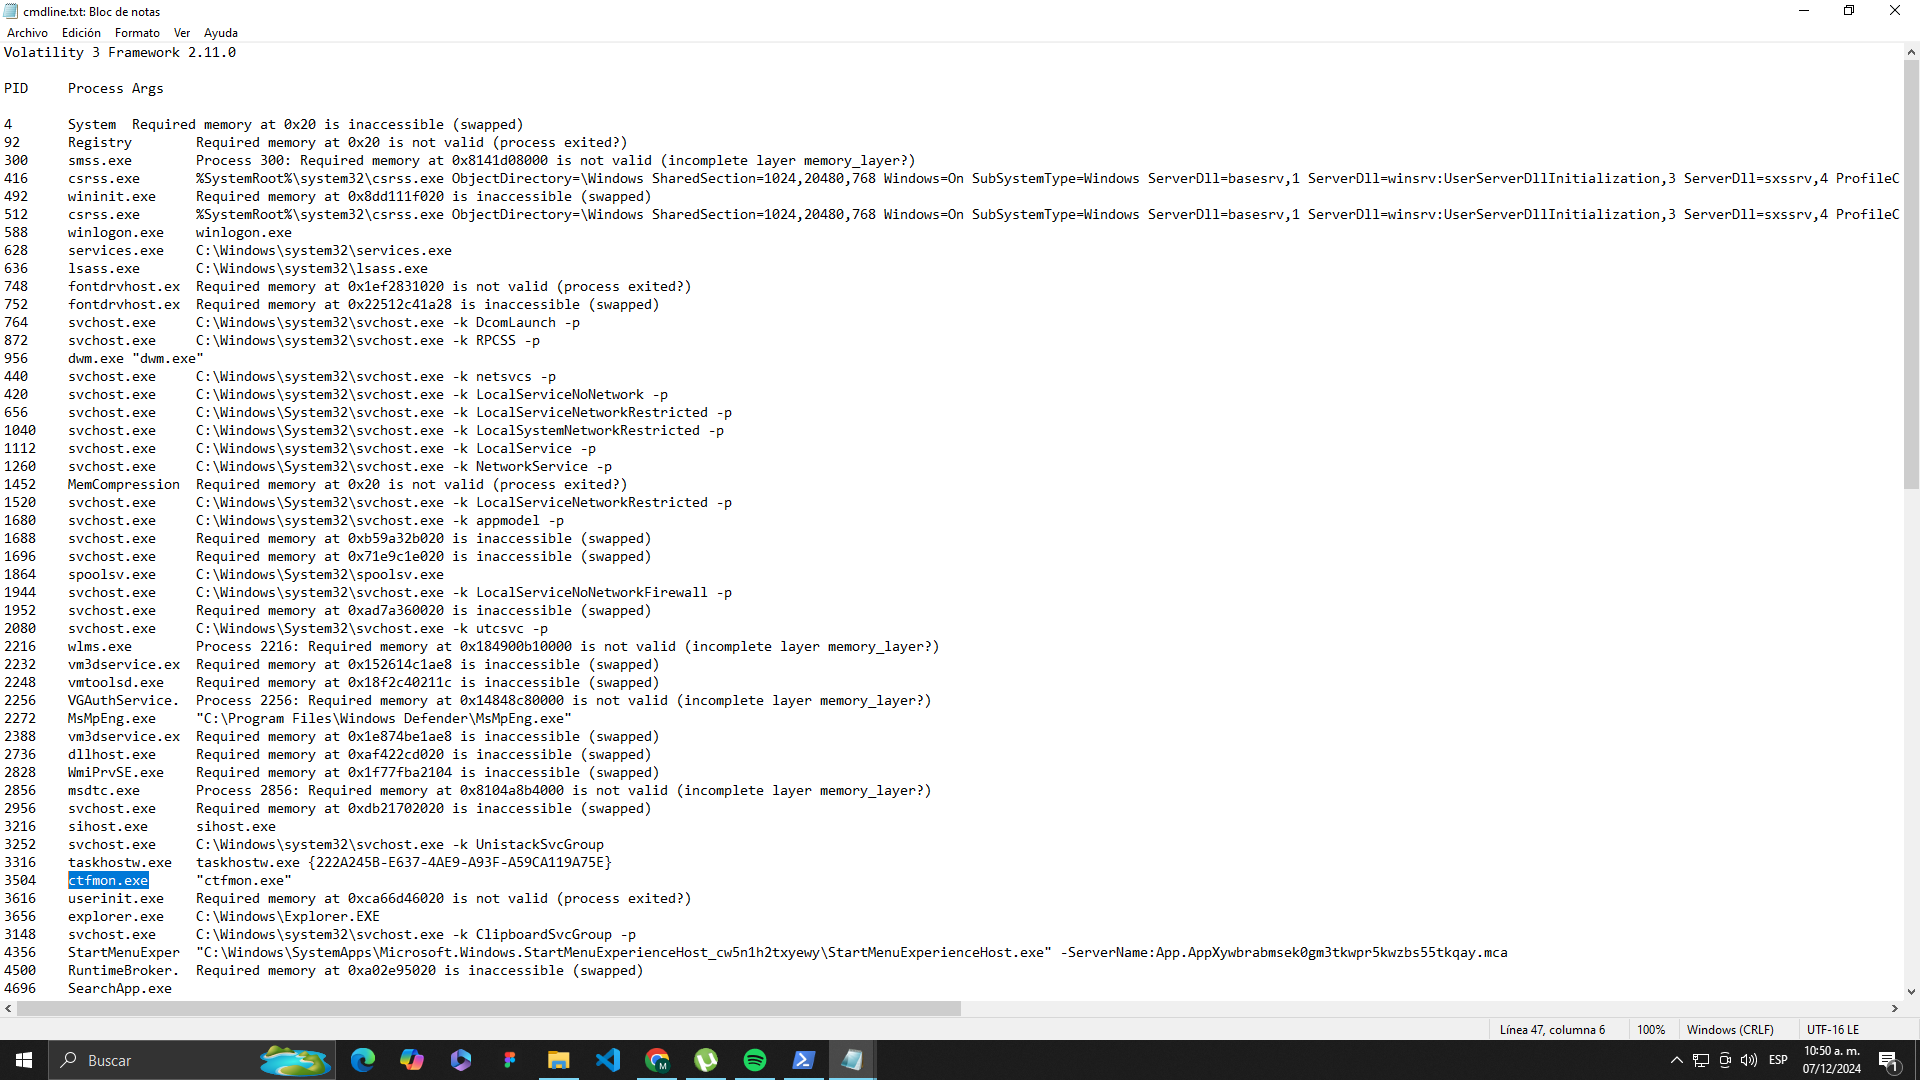 cmdline.txt: Bloc de notas
Archivo Edición Formato Ver Ayuda
Volatility 3 Framework 2.11.0
PID Process Args
4 System Required memory at 0x20 is inaccessible (swapped)
92 Registry Required memory at 0x20 is not valid (process exited?)
300 smss.exe Process 300: Required memory at 0x8141d08000 is not valid (incomplete layer memory_layer?)
416 csrss.exe %SystemRoot%\system32\csrss.exe ObjectDirectory=\Windows SharedSection=1024,20480,768 Windows=On SubSystemType=Windows ServerDll=basesrv,1 ServerDll=winsrv:UserServerDllInitialization,3 ServerDll=sxssrv,4 ProfileC
492 wininit.exe Required memory at 0x8dd111f020 is inaccessible (swapped)
512 csrss.exe %SystemRoot%\system32\csrss.exe ObjectDirectory=\Windows SharedSection=1024,20480,768 Windows=On SubSystemType=Windows ServerDll=basesrv,1 ServerDll=winsrv:UserServerDllInitialization,3 ServerDll=sxssrv,4 ProfileC
588 winlogon.exe winlogon.exe
628 services.exe C:\Windows\system32\services.exe
636 lsass.exe C:\Windows\system32\lsass.exe
748 fontdrvhost.ex Required memory at 0x1ef2831020 is not valid (process exited?)
752 fontdrvhost.ex Required memory at 0x22512c41a28 is inaccessible (swapped)
764 svchost.exe C:\Windows\system32\svchost.exe -k DcomLaunch -p
872 svchost.exe C:\Windows\system32\svchost.exe -k RPCSS -p
956 dwm.exe "dwm.exe"
440 svchost.exe C:\Windows\system32\svchost.exe -k netsvcs -p
420 svchost.exe C:\Windows\system32\svchost.exe -k LocalServiceNoNetwork -p
656 svchost.exe C:\Windows\System32\svchost.exe -k LocalServiceNetworkRestricted -p
1040 svchost.exe C:\Windows\System32\svchost.exe -k LocalSystemNetworkRestricted -p
1112 svchost.exe C:\Windows\System32\svchost.exe -k LocalService -p
1260 svchost.exe C:\Windows\System32\svchost.exe -k NetworkService -p
1452 MemCompression Required memory at 0x20 is not valid (process exited?)
1520 svchost.exe C:\Windows\System32\svchost.exe -k LocalServiceNetworkRestricted -p
1680 svchost.exe C:\Windows\system32\svchost.exe -k appmodel -p
1688 svchost.exe Required memory at 0xb59a32b020 is inaccessible (swapped)
1696 svchost.exe Required memory at 0x71e9c1e020 is inaccessible (swapped)
1864 spoolsv.exe C:\Windows\System32\spoolsv.exe
1944 svchost.exe C:\Windows\system32\svchost.exe -k LocalServiceNoNetworkFirewall -p
1952 svchost.exe Required memory at 0xad7a360020 is inaccessible (swapped)
2080 svchost.exe C:\Windows\System32\svchost.exe -k utcsvc -p
2216 wlms.exe Process 2216: Required memory at 0x184900b10000 is not valid (incomplete layer memory_layer?)
2232 vm3dservice.ex Required memory at 0x152614c1ae8 is inaccessible (swapped)
2248 vmtoolsd.exe Required memory at 0x18f2c40211c is inaccessible (swapped)
2256 VGAuthService. Process 2256: Required memory at 0x14848c80000 is not valid (incomplete layer memory_layer?)
2272 MsMpEng.exe "C:\Program Files\Windows Defender\MsMpEng.exe"
2388 vm3dservice.ex Required memory at 0x1e874be1ae8 is inaccessible (swapped)
2736 dllhost.exe Required memory at 0xaf422cd020 is inaccessible (swapped)
2828 WmiPrvSE.exe Required memory at 0x1f77fba2104 is inaccessible (swapped)
2856 msdtc.exe Process 2856: Required memory at 0x8104a8b4000 is not valid (incomplete layer memory_layer?)
2956 svchost.exe Required memory at 0xdb21702020 is inaccessible (swapped)
3216 sihost.exe sihost.exe
3252 svchost.exe C:\Windows\system32\svchost.exe -k UnistackSvcGroup
3316 taskhostw.exe taskhostw.exe {222A245B-E637-4AE9-A93F-A59CA119A75E}
3504 ctfmon.exe "ctfmon.exe"
3616 userinit.exe Required memory at 0xca66d46020 is not valid (process exited?)
3656 explorer.exe C:\Windows\Explorer.EXE
3148 svchost.exe C:\Windows\system32\svchost.exe -k ClipboardSvcGroup -p
4356 StartMenuExper "C:\Windows\SystemApps\Microsoft.Windows.StartMenuExperienceHost_cw5n1h2txyewy\StartMenuExperienceHost.exe" -ServerName:App.AppXywbrabmsek0gm3tkwpr5kwzbs55tkqay.mca
4500 RuntimeBroker. Required memory at 0xa02e95020 is inaccessible (swapped)
4696 SearchApp.exe
Línea 47, columna 6 100% Windows (CRLF) UTF-16 LE
Buscar
M
ESP
10:50 a. m.
07/12/2024
1